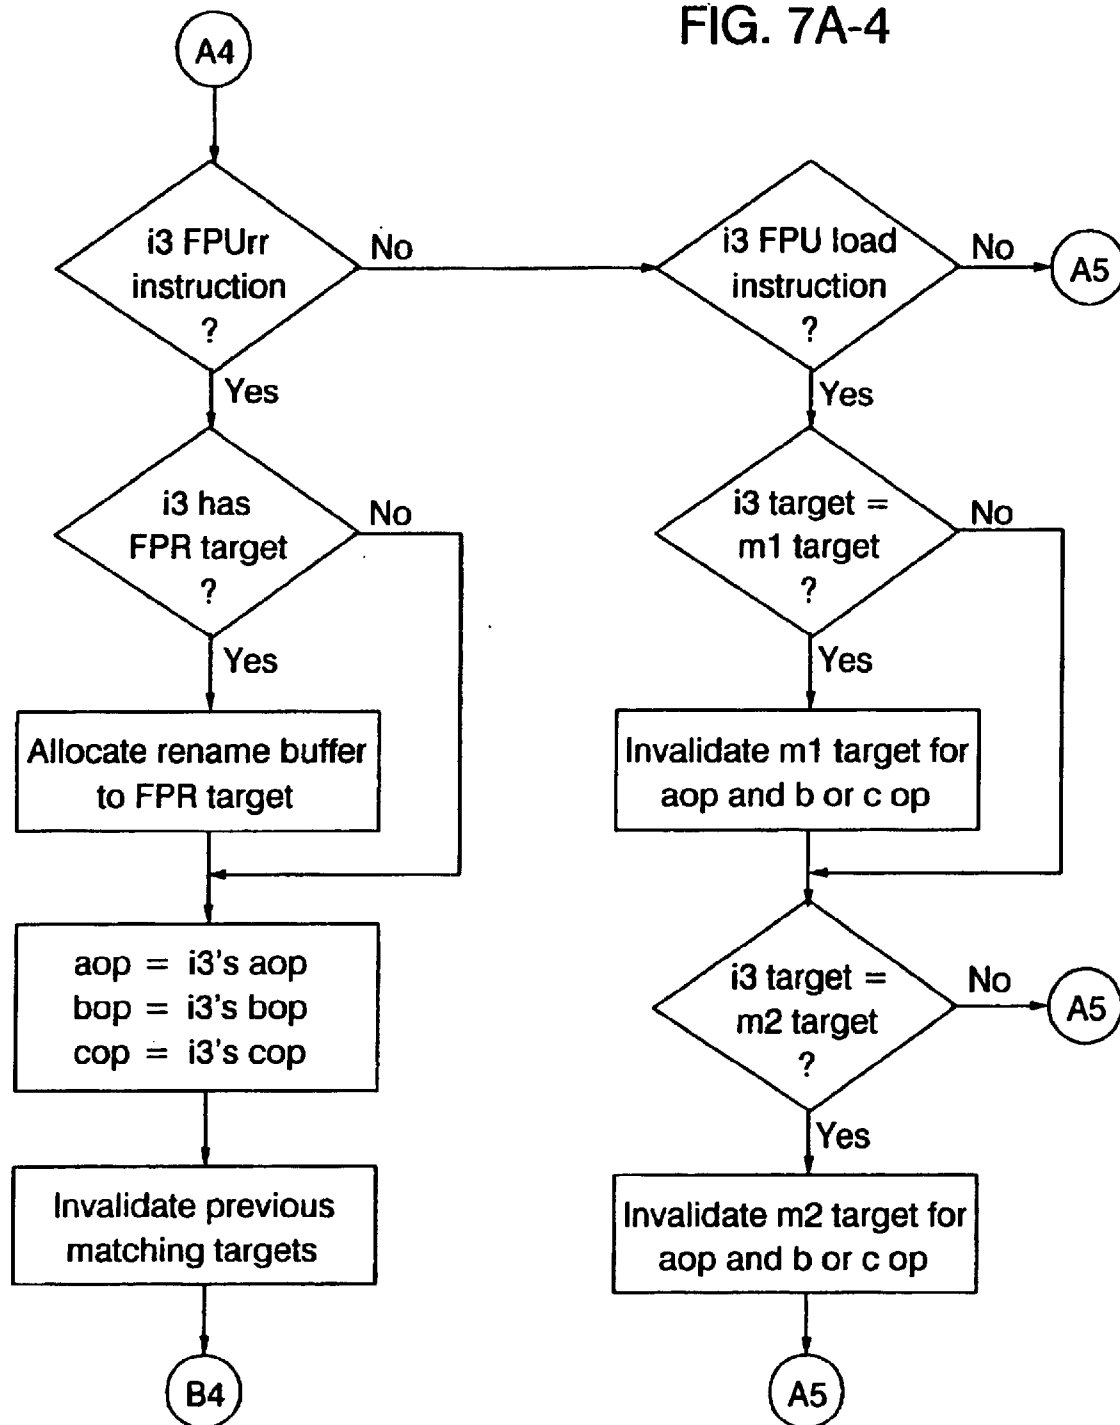 FIG. 7A-4
A4
i3 FPUrr
instruction
?
No
Yes
i3 FPU load
instruction
?
No
A5
Yes
i3 has
FPR target
?
No
Yes
i3 target =
m1 target
?
No
Yes
Allocate rename buffer
to FPR target
Invalidate m1 target for
aop and b or c op
aop = i3's aop
bop = i3's bop
cop = i3's cop
i3 target =
m2 target
?
No
A5
Yes
Invalidate previous
matching targets
Invalidate m2 target for
aop and b or c op
B4
A5